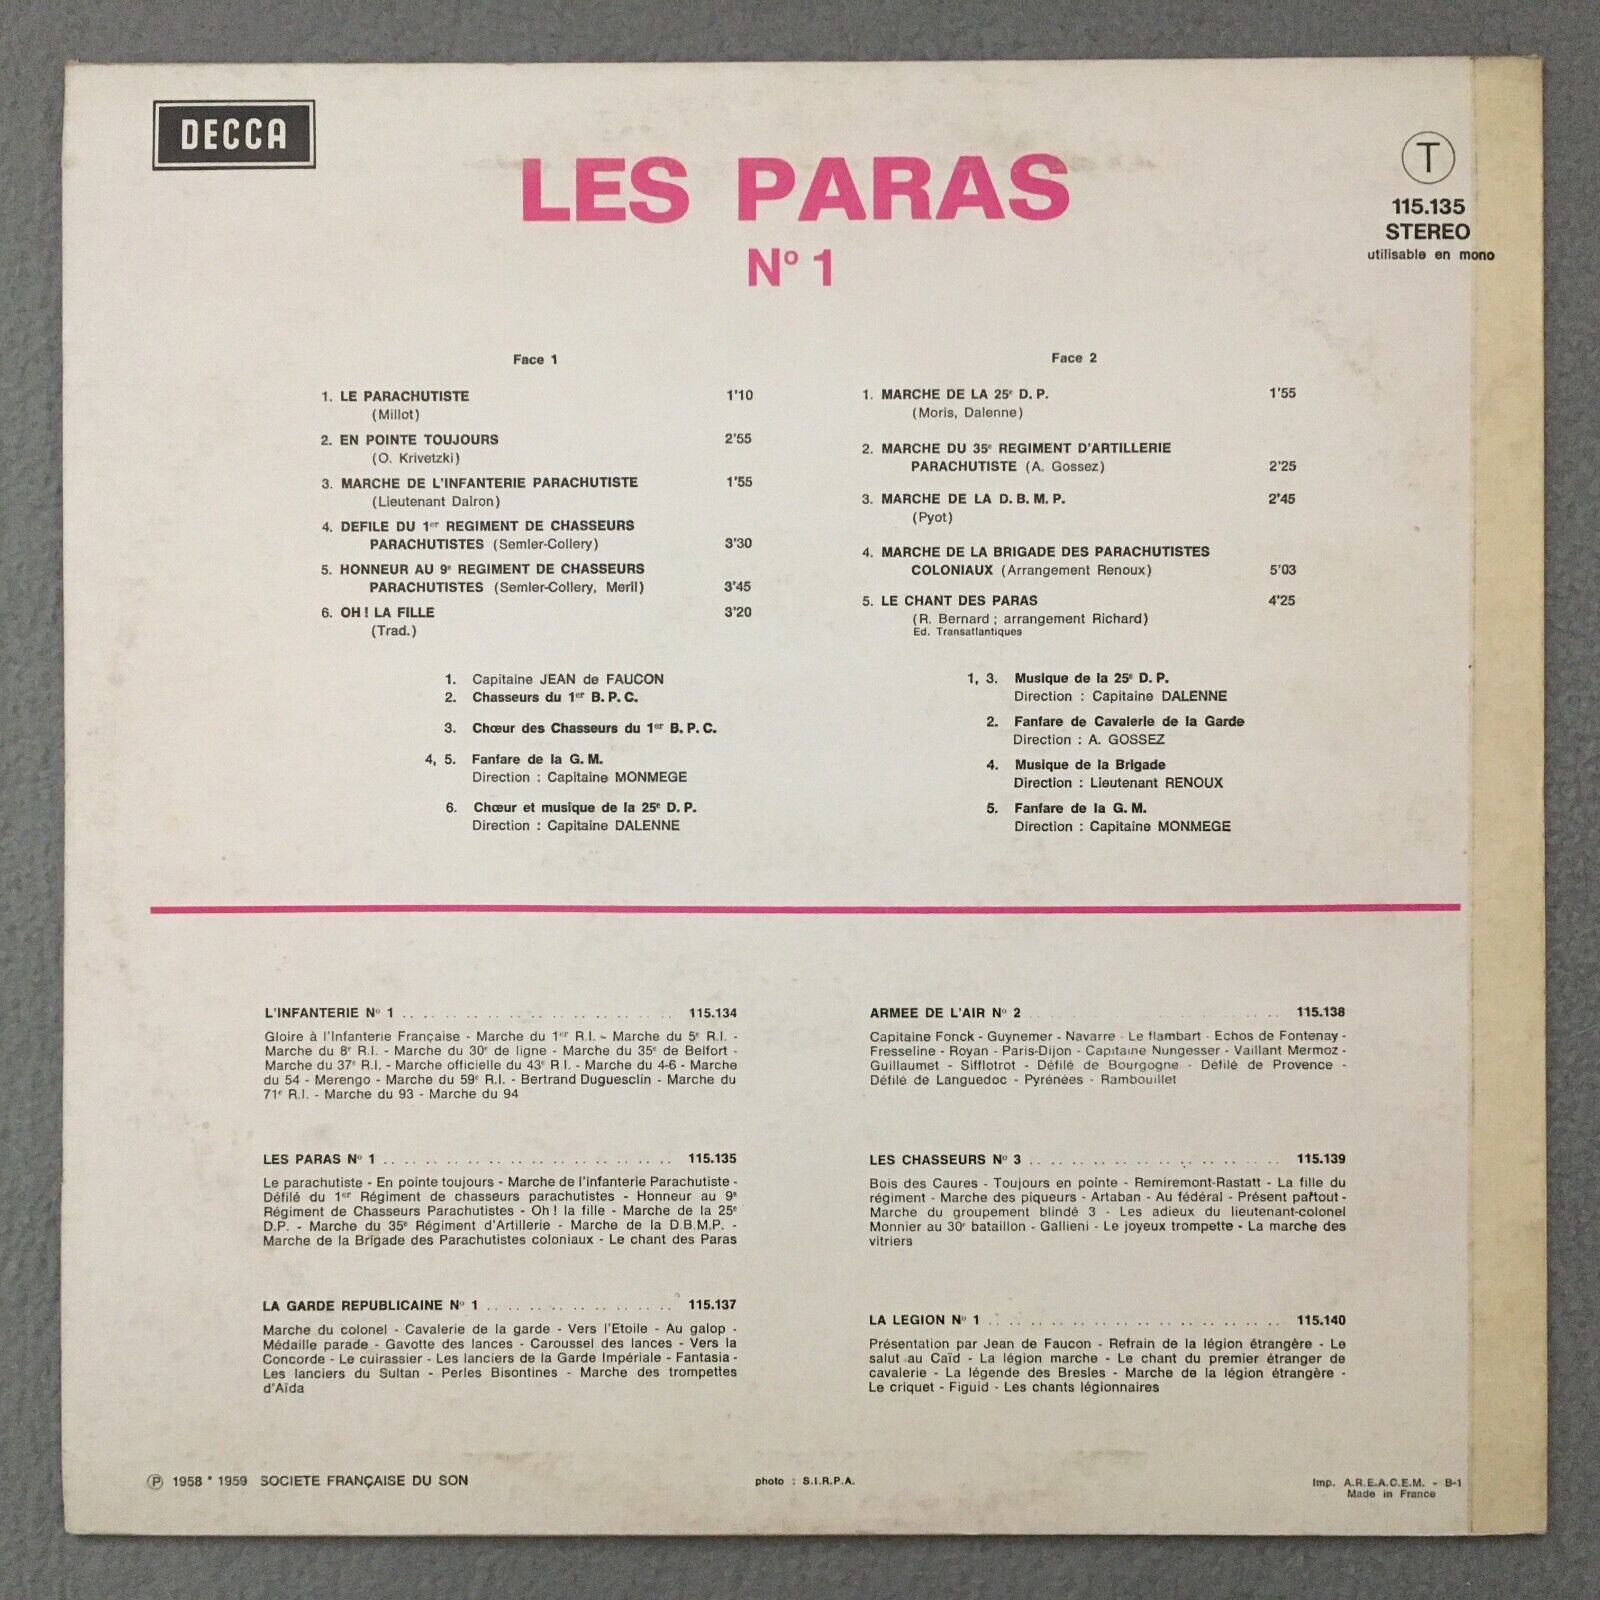 DECCA
LES PARAS
Nº 1
T
115.135
STEREO
utilisable en mono
Face 1
1. LE PARACHUTISTE 1'10
(Millot)
2. EN POINTE TOUJOURS 2'55
(O. Krivetzki)
3. MARCHE DE L'INFANTERIE PARACHUTISTE 1'55
(Lieutenant Dairon)
4. DEFILE DU 1er REGIMENT DE CHASSEURS
PARACHUTISTES (Semler-Collery) 3'30
5. HONNEUR AU 9e REGIMENT DE CHASSEURS
PARACHUTISTES (Semler-Collery, Meril) 3'45
6. OH ! LA FILLE 3'20
(Trad.)
1. Capitaine JEAN de FAUCON
2. Chasseurs du 1er B. P. C.
3. Chœur des Chasseurs du 1er B. P. C.
4, 5. Fanfare de la G. M.
Direction : Capitaine MONMEGE
6. Chœur et musique de la 25e D. P.
Direction : Capitaine DALENNE
Face 2
1. MARCHE DE LA 25e D. P. 1'55
(Moris, Dalenne)
2. MARCHE DU 35e REGIMENT D'ARTILLERIE
PARACHUTISTE (A. Gossez) 2'25
3. MARCHE DE LA D. B. M. P. 2'45
(Pyot)
4. MARCHE DE LA BRIGADE DES PARACHUTISTES
COLONIAUX (Arrangement Renoux) 5'03
5. LE CHANT DES PARAS 4'25
(R. Bernard ; arrangement Richard)
Ed. Transatlantiques
1, 3. Musique de la 25e D. P.
Direction : Capitaine DALENNE
2. Fanfare de Cavalerie de la Garde
Direction : A. GOSSEZ
4. Musique de la Brigade
Direction : Lieutenant RENOUX
5. Fanfare de la G. M.
Direction : Capitaine MONMEGE
L'INFANTERIE Nº 1 .. .. .. .. .. .. .. .. .. .. .. .. .. 115.134
Gloire à l'Infanterie Française - Marche du 1er R.I. - Marche du 5e R.I. -
Marche du 8e R.I. - Marche du 30e de ligne - Marche du 35e de Belfort -
Marche du 37e R.I. - Marche officielle du 43e R I. - Marche du 4-6 - Marche
du 54 - Merengo - Marche du 59e R.I. - Bertrand Duguesclin - Marche du
71e R.I. - Marche du 93 - Marche du 94
LES PARAS Nº 1 .. .. .. .. .. .. .. .. .. .. .. .. .. .. 115.135
Le parachutiste - En pointe toujours - Marche de l'infanterie Parachutiste -
Défilé du 1er Régiment de chasseurs parachutistes - Honneur au 9e
Régiment de Chasseurs Parachutistes - Oh ! la fille - Marche de la 25e
D.P. - Marche du 35e Régiment d'Artillerie - Marche de la D.B.M.P. -
Marche de la Brigade des Parachutistes coloniaux - Le chant des Paras
LA GARDE REPUBLICAINE Nº 1 .. .. .. .. .. .. .. .. .. 115.137
Marche du colonel - Cavalerie de la garde - Vers l'Etoile - Au galop -
Médaille parade - Gavotte des lances - Caroussel des lances - Vers la
Concorde - Le cuirassier - Les lanciers de la Garde Impériale - Fantasia -
Les lanciers du Sultan - Perles Bisontines - Marche des trompettes
d'Aïda
ARMEE DE L'AIR Nº 2 .. .. .. .. .. .. .. .. .. .. .. .. 115.138
Capitaine Fonck - Guynemer - Navarre - Le flambart - Echos de Fontenay -
Fresseline - Royan - Paris-Dijon - Capitaine Nungesser - Vaillant Mermoz -
Guillaumet - Sifflotrot - Défilé de Bourgogne - Défilé de Provence -
Défilé de Languedoc - Pyrénées - Rambouillet
LES CHASSEURS Nº 3 .. .. .. .. .. .. .. .. .. .. .. .. 115.139
Bois des Caures - Toujours en pointe - Remiremont-Rastatt - La fille du
régiment - Marche des piqueurs - Artaban - Au fédéral - Présent partout -
Marche du groupement blindé 3 - Les adieux du lieutenant-colonel
Monnier au 30e bataillon - Gallieni - Le joyeux trompette - La marche des
vitriers
LA LEGION Nº 1 .. .. .. .. .. .. .. .. .. .. .. .. .. .. 115.140
Présentation par Jean de Faucon - Refrain de la légion étrangère - Le
salut au Caïd - La légion marche - Le chant du premier étranger de
cavalerie - La légende des Bresles - Marche de la légion étrangère -
Le criquet - Figuid - Les chants légionnaires
℗ 1958 * 1959 SOCIETE FRANÇAISE DU SON
photo : S.I.R.P.A.
Imp. A.R.E.A.C.E.M. - B-1
Made in France